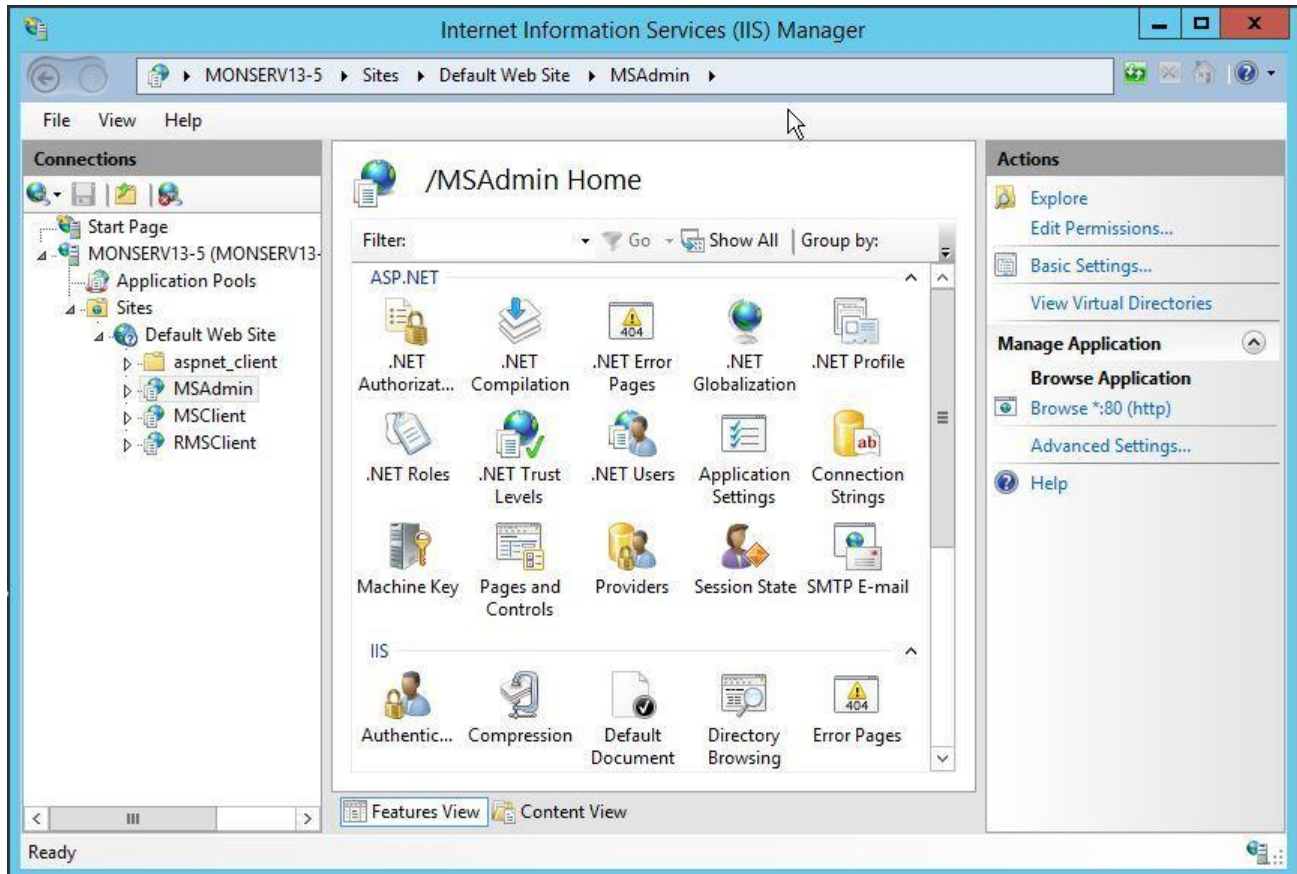 Internet Information Services (IIS) Manager
MONSERV13-5 Sites Default Web Site MSAdmin
File View Help
Connections
Start Page
MONSERV13-5 (MONSERV13-
Application Pools
Sites
Default Web Site
aspnet_client
MSAdmin
MSClient
RMSClient
/MSAdmin Home
Filter: Go Show All Group by:
ASP.NET
.NET Authorizat...
.NET Compilation
404
.NET Error Pages
.NET Globalization
.NET Profile
.NET Roles
.NET Trust Levels
.NET Users
Application Settings
ab
Connection Strings
Machine Key
Pages and Controls
Providers
Session State
SMTP E-mail
IIS
Authentic...
Compression
Default Document
Directory Browsing
404
Error Pages
Features View Content View
Actions
Explore
Edit Permissions...
Basic Settings...
View Virtual Directories
Manage Application
Browse Application
Browse *:80 (http)
Advanced Settings...
Help
Ready